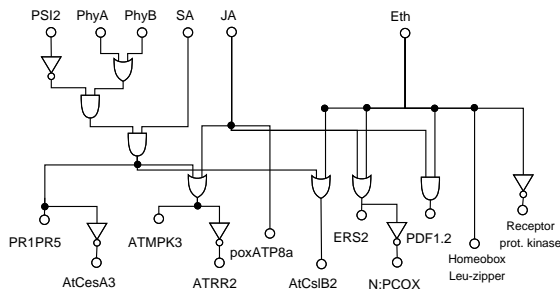 PSI2
PhyA
PhyB
SA
JA
Eth
PR1PR5
AtCesA3
ATMPK3
ATRR2
poxATP8a
AtCslB2
ERS2
N:PCOX
PDF1.2
Homeobox
Leu-zipper
Receptor
prot. kinase